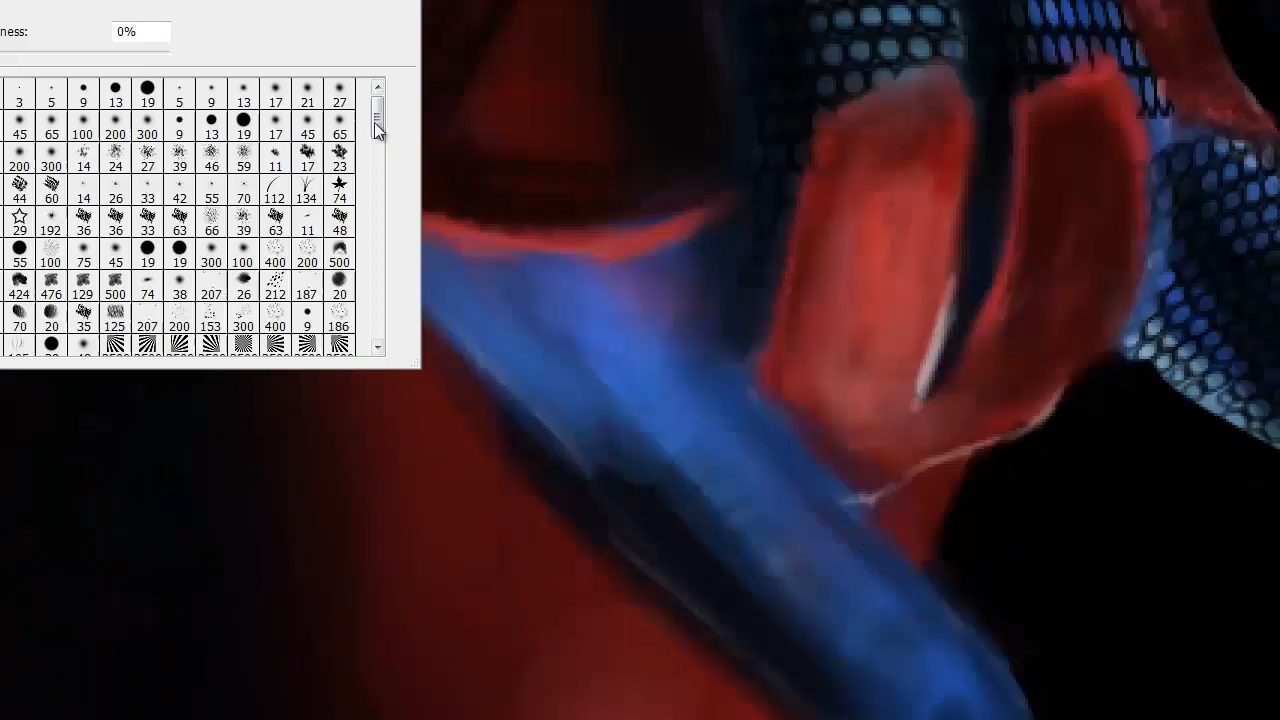 ness: 0%
3 5 9 13 19 5 9 13 17 21 27
45 65 100 200 300 9 13 19 17 45 65
200 300 14 24 27 39 46 59 11 17 23
44 60 14 26 33 42 55 70 112 134 74
29 192 36 36 33 63 66 39 63 11 48
55 100 75 45 19 19 300 100 400 200 500
424 476 129 500 74 38 207 26 212 187 20
70 20 35 125 207 200 153 300 400 9 186